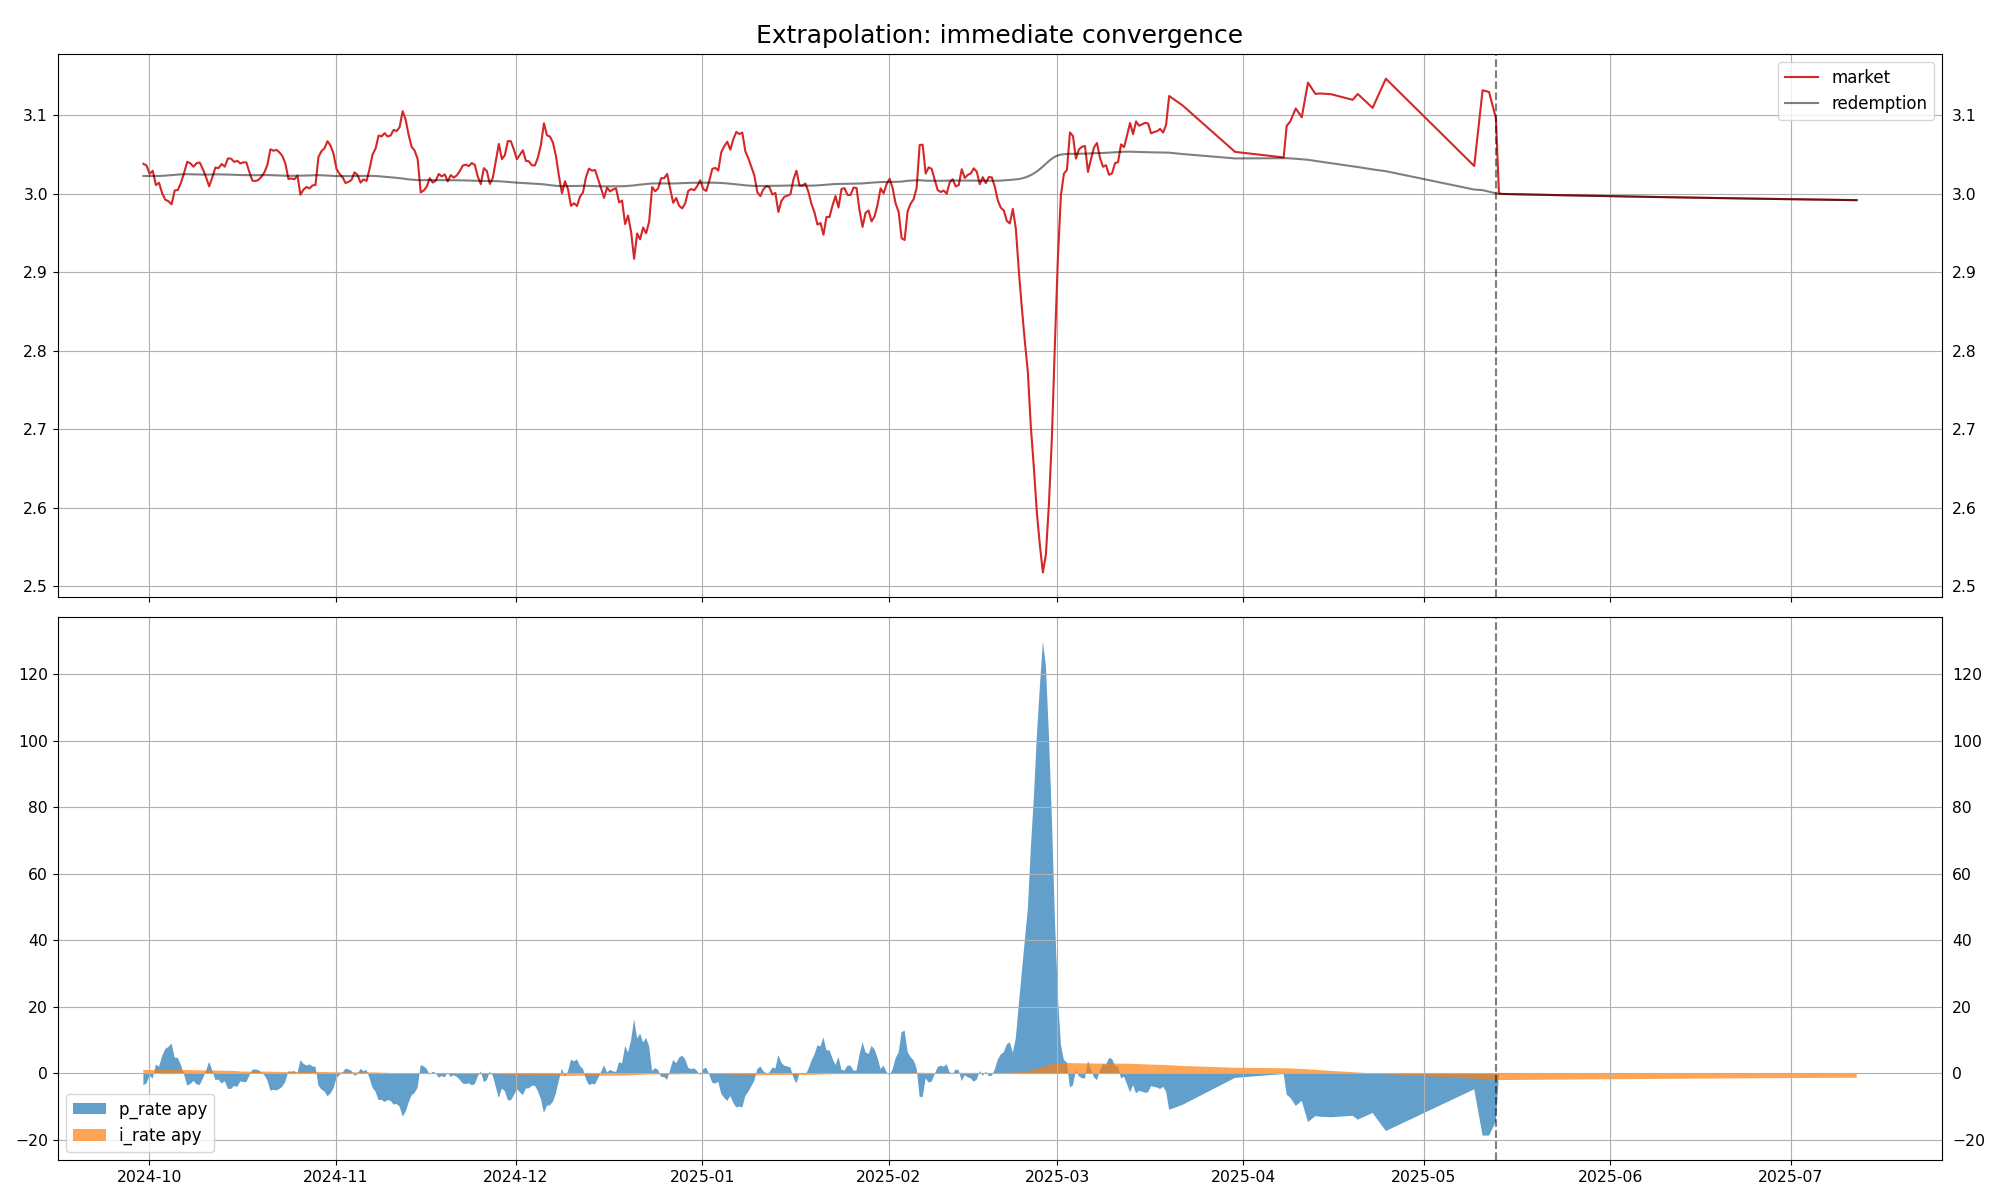 Extrapolation: immediate convergence
market
redemption
3.1 3.1
3.0 3.0
2.9 2.9
2.8 2.8
2.7 2.7
2.6 2.6
2.5 2.5
120 120
100 100
80 80
60 60
40 40
20 20
0 0
−20 −20
p_rate apy
i_rate apy
2024-10 2024-11 2024-12 2025-01 2025-02 2025-03 2025-04 2025-05 2025-06 2025-07